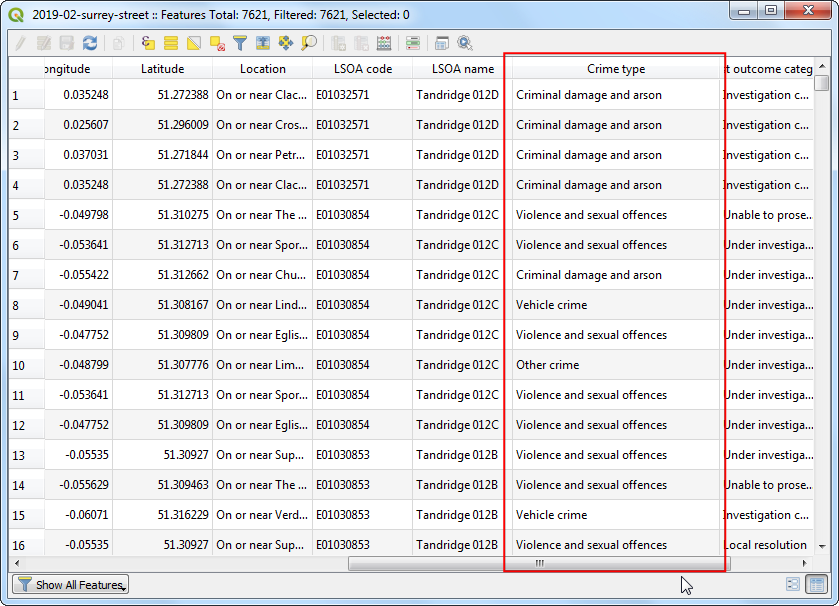 2019-02-surrey-street :: Features Total: 7621, Filtered: 7621, Selected: 0
ongitude Latitude Location LSOA code LSOA name Crime type t outcome categ
1 0.035248 51.272388 On or near Clac... E01032571 Tandridge 012D Criminal damage and arson Investigation c...
2 0.025607 51.296009 On or near Cros... E01032571 Tandridge 012D Criminal damage and arson Investigation c...
3 0.037031 51.271844 On or near Petr... E01032571 Tandridge 012D Criminal damage and arson Investigation c...
4 0.035248 51.272388 On or near Clac... E01032571 Tandridge 012D Criminal damage and arson Investigation c...
5 -0.049798 51.310275 On or near The ... E01030854 Tandridge 012C Violence and sexual offences Unable to prose...
6 -0.053641 51.312713 On or near Spor... E01030854 Tandridge 012C Violence and sexual offences Under investiga...
7 -0.055422 51.312662 On or near Chu... E01030854 Tandridge 012C Criminal damage and arson Under investiga...
8 -0.049041 51.308167 On or near Lind... E01030854 Tandridge 012C Vehicle crime Under investiga...
9 -0.047752 51.309809 On or near Eglis... E01030854 Tandridge 012C Violence and sexual offences Under investiga...
10 -0.048799 51.307776 On or near Lim... E01030854 Tandridge 012C Other crime Under investiga...
11 -0.053641 51.312713 On or near Spor... E01030854 Tandridge 012C Violence and sexual offences Under investiga...
12 -0.047752 51.309809 On or near Eglis... E01030854 Tandridge 012C Violence and sexual offences Under investiga...
13 -0.05535 51.30927 On or near Sup... E01030853 Tandridge 012B Violence and sexual offences Under investiga...
14 -0.055629 51.309463 On or near The ... E01030853 Tandridge 012B Violence and sexual offences Unable to prose...
15 -0.06071 51.316229 On or near Verd... E01030853 Tandridge 012B Vehicle crime Investigation c...
16 -0.05535 51.30927 On or near Sup... E01030853 Tandridge 012B Violence and sexual offences Local resolution
Show All Features